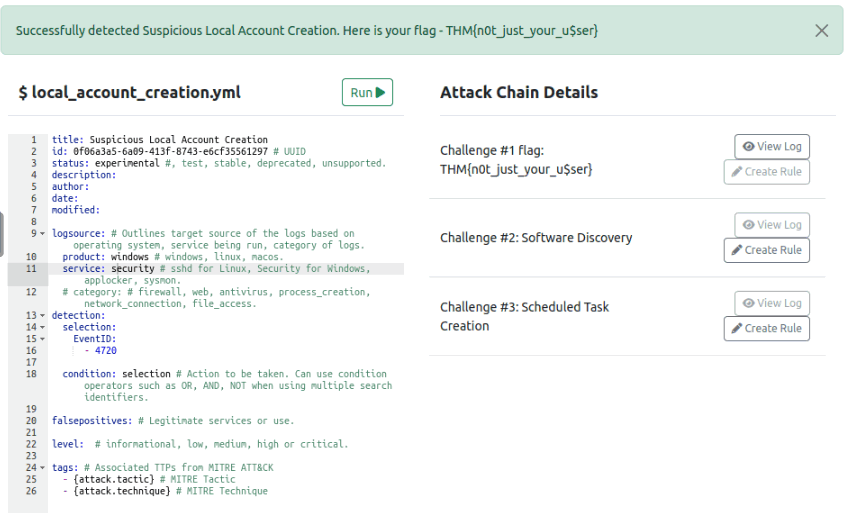 Successfully detected Suspicious Local Account Creation. Here is your flag - THM{n0t_just_your_u$ser}
$ local_account_creation.yml
Run
1 title: Suspicious Local Account Creation
2 id: 0f06a3a5-6a09-413f-8743-e6cf35561297 # UUID
3 status: experimental #, test, stable, deprecated, unsupported.
4 description:
5 author:
6 date:
7 modified:
8
9 logsource: # Outlines target source of the logs based on
operating system, service being run, category of logs.
10 product: windows # windows, linux, macos.
11 service: security # sshd for Linux, Security for Windows,
applocker, sysmon.
12 # category: # firewall, web, antivirus, process_creation,
network_connection, file_access.
13 detection:
14 selection:
15 EventID:
16 - 4720
17
18 condition: selection # Action to be taken. Can use condition
operators such as OR, AND, NOT when using multiple search
identifiers.
19
20 falsepositives: # Legitimate services or use.
21
22 level: # informational, low, medium, high or critical.
23
24 tags: # Associated TTPs from MITRE ATT&CK
25 - {attack.tactic} # MITRE Tactic
26 - {attack.technique} # MITRE Technique
Attack Chain Details
Challenge #1 flag:
THM{n0t_just_your_u$ser}
View Log
Create Rule
Challenge #2: Software Discovery
View Log
Create Rule
Challenge #3: Scheduled Task
Creation
View Log
Create Rule